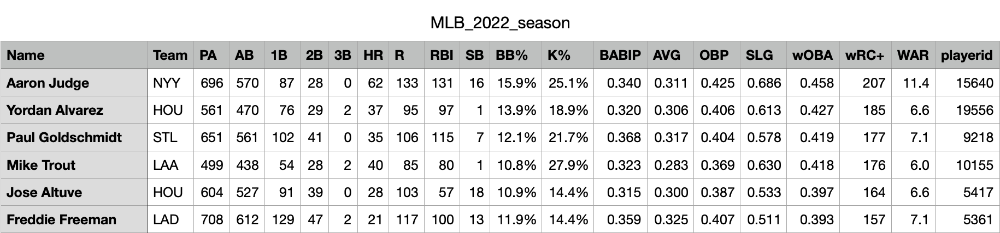 MLB_2022_season
Name Team PA AB 1B 2B 3B HR R RBI SB BB% K% BABIP AVG OBP SLG wOBA wRC+ WAR playerid
Aaron Judge NYY 696 570 87 28 0 62 133 131 16 15.9% 25.1% 0.340 0.311 0.425 0.686 0.458 207 11.4 15640
Yordan Alvarez HOU 561 470 76 29 2 37 95 97 1 13.9% 18.9% 0.320 0.306 0.406 0.613 0.427 185 6.6 19556
Paul Goldschmidt STL 651 561 102 41 0 35 106 115 7 12.1% 21.7% 0.368 0.317 0.404 0.578 0.419 177 7.1 9218
Mike Trout LAA 499 438 54 28 2 40 85 80 1 10.8% 27.9% 0.323 0.283 0.369 0.630 0.418 176 6.0 10155
Jose Altuve HOU 604 527 91 39 0 28 103 57 18 10.9% 14.4% 0.315 0.300 0.387 0.533 0.397 164 6.6 5417
Freddie Freeman LAD 708 612 129 47 2 21 117 100 13 11.9% 14.4% 0.359 0.325 0.407 0.511 0.393 157 7.1 5361